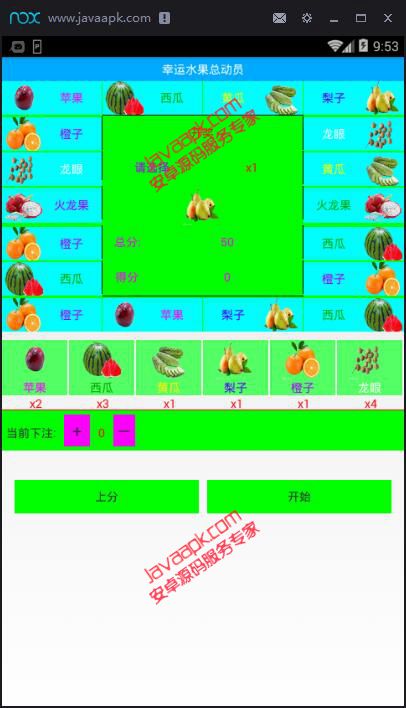 nox www.javaapk.com
9:53
幸运水果总动员
苹果 西瓜 黄瓜 梨子
橙子 龙眼
请选择 x1
龙眼 黄瓜
火龙果 火龙果
总分: 50
橙子 西瓜
得分 0
西瓜 橙子
橙子 苹果 梨子 西瓜
苹果 西瓜 黄瓜 梨子 橙子 龙眼
x2 x3 x1 x1 x1 x4
当前下注: + 0 —
上分 开始
javaapk.com
安卓源码服务专家
javaapk.com
安卓源码服务专家